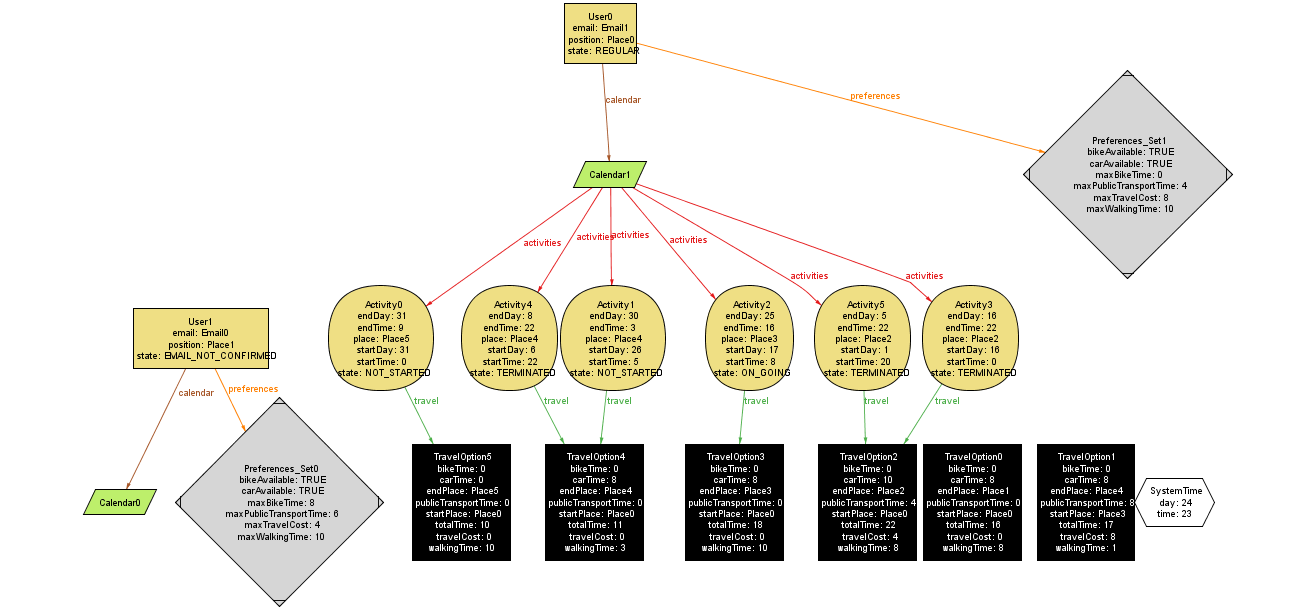 User0
email: Email1
position: Place0
state: REGULAR
calendar
preferences
Preferences_Set1
bikeAvailable: TRUE
carAvailable: TRUE
maxBikeTime: 0
maxPublicTransportTime: 4
maxTravelCost: 8
maxWalkingTime: 10
Calendar1
activities
activities
activities
activities
activities
activities
Activity0
endDay: 31
endTime: 9
place: Place5
startDay: 31
startTime: 0
state: NOT_STARTED
Activity4
endDay: 8
endTime: 22
place: Place4
startDay: 6
startTime: 22
state: TERMINATED
Activity1
endDay: 30
endTime: 3
place: Place4
startDay: 26
startTime: 5
state: NOT_STARTED
Activity2
endDay: 25
endTime: 16
place: Place3
startDay: 17
startTime: 8
state: ON_GOING
Activity5
endDay: 5
endTime: 22
place: Place2
startDay: 1
startTime: 20
state: TERMINATED
Activity3
endDay: 16
endTime: 22
place: Place2
startDay: 16
startTime: 0
state: TERMINATED
User1
email: Email0
position: Place1
state: EMAIL_NOT_CONFIRMED
calendar
preferences
travel
travel
travel
travel
travel
travel
Calendar0
Preferences_Set0
bikeAvailable: TRUE
carAvailable: TRUE
maxBikeTime: 8
maxPublicTransportTime: 6
maxTravelCost: 4
maxWalkingTime: 10
TravelOption5
bikeTime: 0
carTime: 0
endPlace: Place5
publicTransportTime: 0
startPlace: Place0
totalTime: 10
travelCost: 0
walkingTime: 10
TravelOption4
bikeTime: 0
carTime: 8
endPlace: Place4
publicTransportTime: 0
startPlace: Place0
totalTime: 11
travelCost: 0
walkingTime: 3
TravelOption3
bikeTime: 0
carTime: 8
endPlace: Place3
publicTransportTime: 0
startPlace: Place0
totalTime: 18
travelCost: 0
walkingTime: 10
TravelOption2
bikeTime: 0
carTime: 10
endPlace: Place2
publicTransportTime: 4
startPlace: Place0
totalTime: 22
travelCost: 4
walkingTime: 8
TravelOption0
bikeTime: 0
carTime: 8
endPlace: Place1
publicTransportTime: 0
startPlace: Place0
totalTime: 16
travelCost: 0
walkingTime: 8
TravelOption1
bikeTime: 0
carTime: 8
endPlace: Place4
publicTransportTime: 8
startPlace: Place3
totalTime: 17
travelCost: 8
walkingTime: 1
SystemTime
day: 24
time: 23